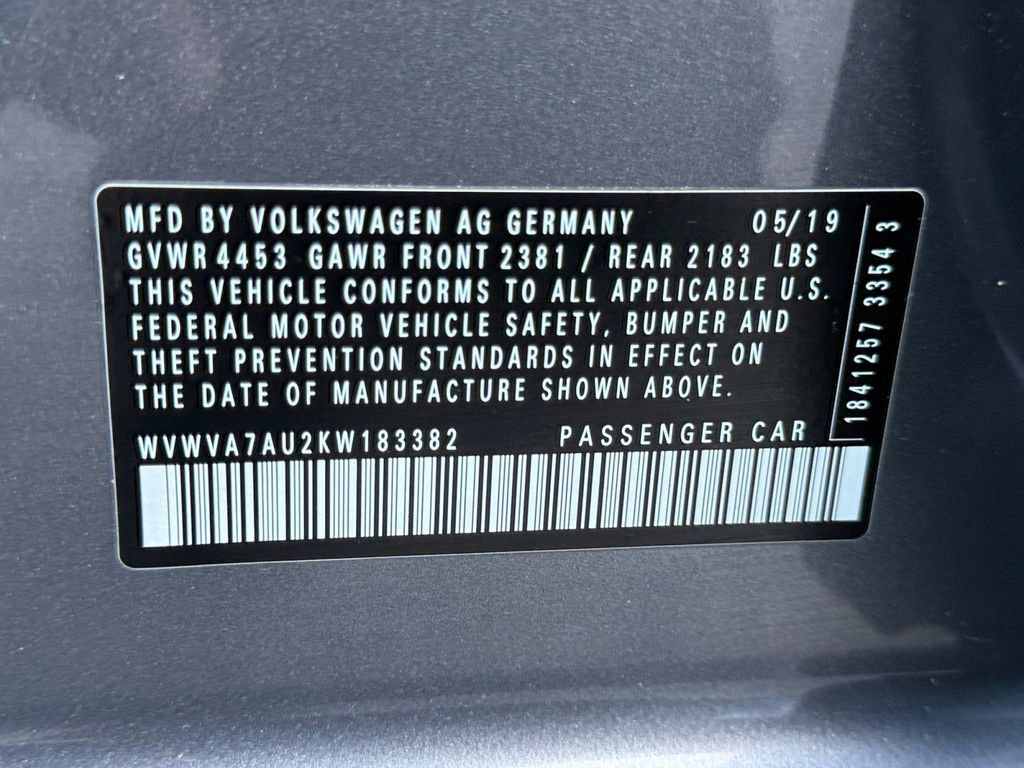 MFD BY VOLKSWAGEN AG GERMANY 05/19
GVWR 4453 GAWR FRONT 2381 / REAR 2183 LBS
THIS VEHICLE CONFORMS TO ALL APPLICABLE U.S.
FEDERAL MOTOR VEHICLE SAFETY, BUMPER AND
THEFT PREVENTION STANDARDS IN EFFECT ON
THE DATE OF MANUFACTURE SHOWN ABOVE.
WVWVA7AU2KW183382 PASSENGER CAR
1841257 3354 3